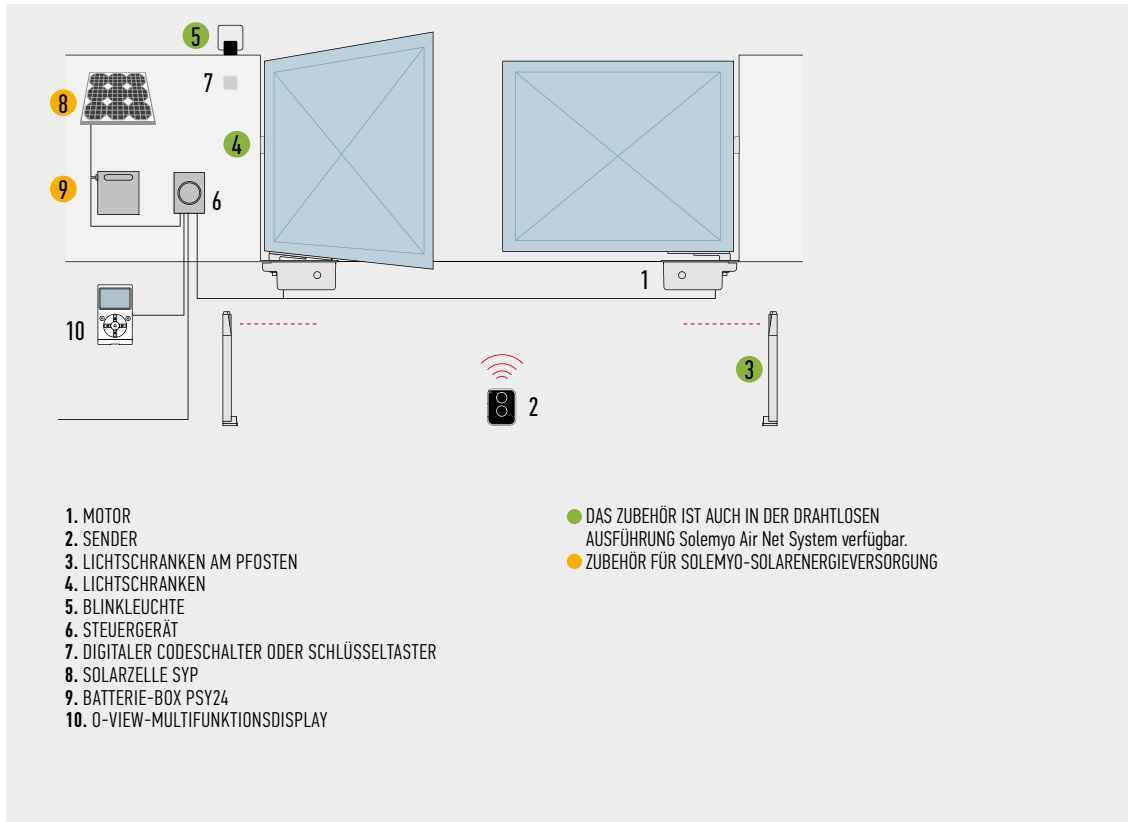 5
7
8
4
9
6
1
10
3
2
1. MOTOR
2. SENDER
3. LICHTSCHRANKEN AM PFOSTEN
4. LICHTSCHRANKEN
5. BLINKLEUCHTE
6. STEUERGERÄT
7. DIGITALER CODESCHALTER ODER SCHLÜSSELTASTER
8. SOLARZELLE SYP
9. BATTERIE-BOX PSY24
10. O-VIEW-MULTIFUNKTIONSDISPLAY
DAS ZUBEHÖR IST AUCH IN DER DRAHTLOSEN
AUSFÜHRUNG Solemyo Air Net System verfügbar.
ZUBEHÖR FÜR SOLEMYO-SOLARENERGIEVERSORGUNG